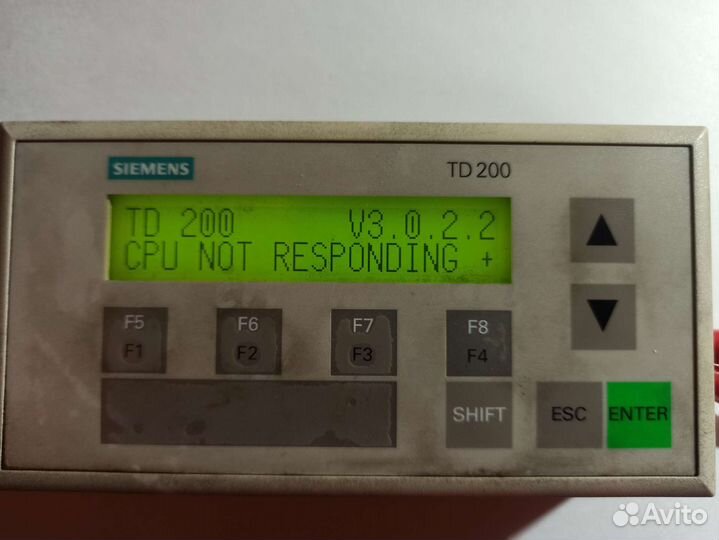 SIEMENS TD 200
TD 200 V3.0.2.2
CPU NOT RESPONDING +
F5 F6 F7 F8
F1 F2 F3 F4
SHIFT ESC ENTER
Avito